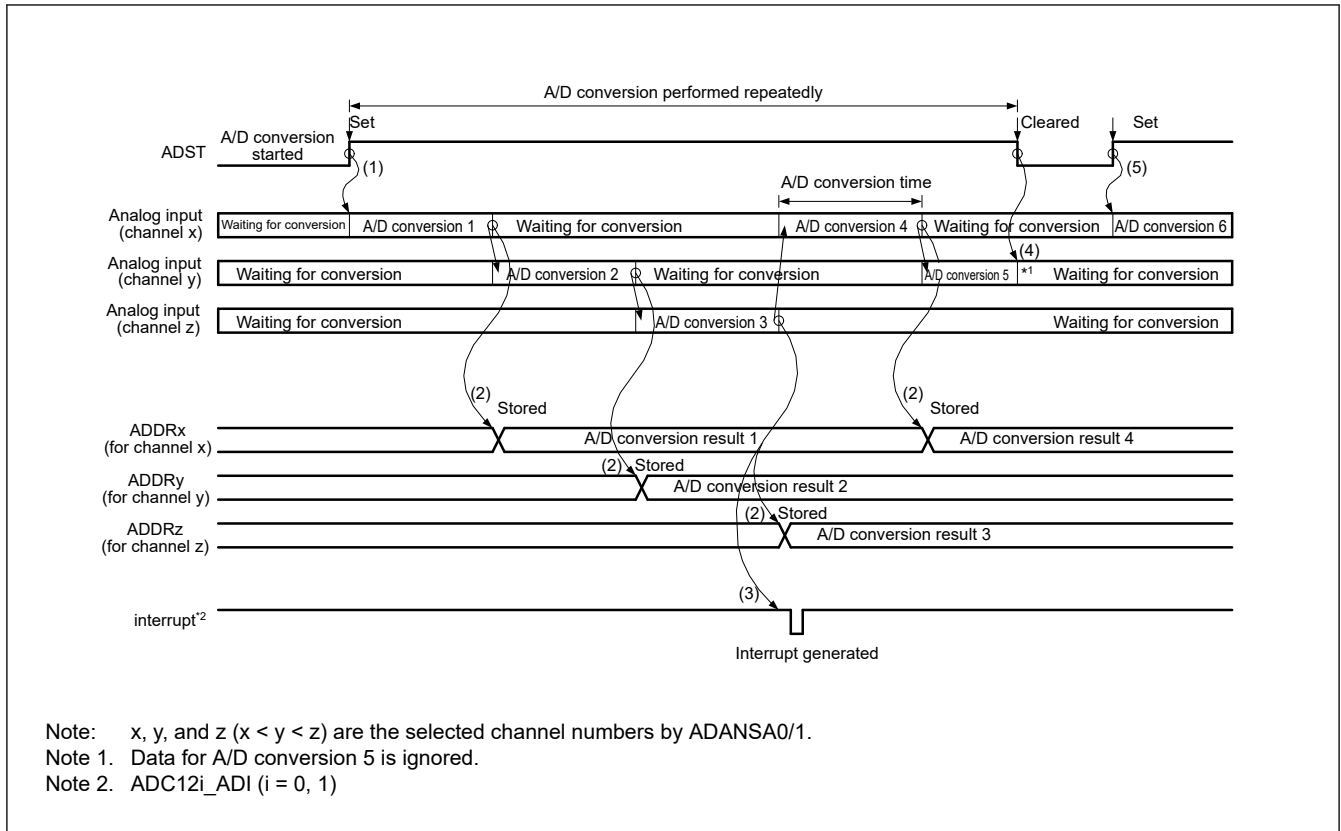 A/D conversion performed repeatedly
Set
Cleared
Set
A/D conversion
started
ADST
(1)
(5)
A/D conversion time
Analog input
(channel x)
Waiting for conversion
A/D conversion 1
Waiting for conversion
A/D conversion 4
Waiting for conversion
A/D conversion 6
(4)
Analog input
(channel y)
Waiting for conversion
A/D conversion 2
Waiting for conversion
A/D conversion 5
*1
Waiting for conversion
Analog input
(channel z)
Waiting for conversion
A/D conversion 3
Waiting for conversion
(2)
Stored
(2)
Stored
ADDRx
(for channel x)
A/D conversion result 1
A/D conversion result 4
(2)
Stored
ADDRy
(for channel y)
A/D conversion result 2
(2)
Stored
ADDRz
(for channel z)
A/D conversion result 3
(3)
interrupt*2
Interrupt generated
Note: x, y, and z (x < y < z) are the selected channel numbers by ADANSA0/1.
Note 1. Data for A/D conversion 5 is ignored.
Note 2. ADC12i_ADI (i = 0, 1)